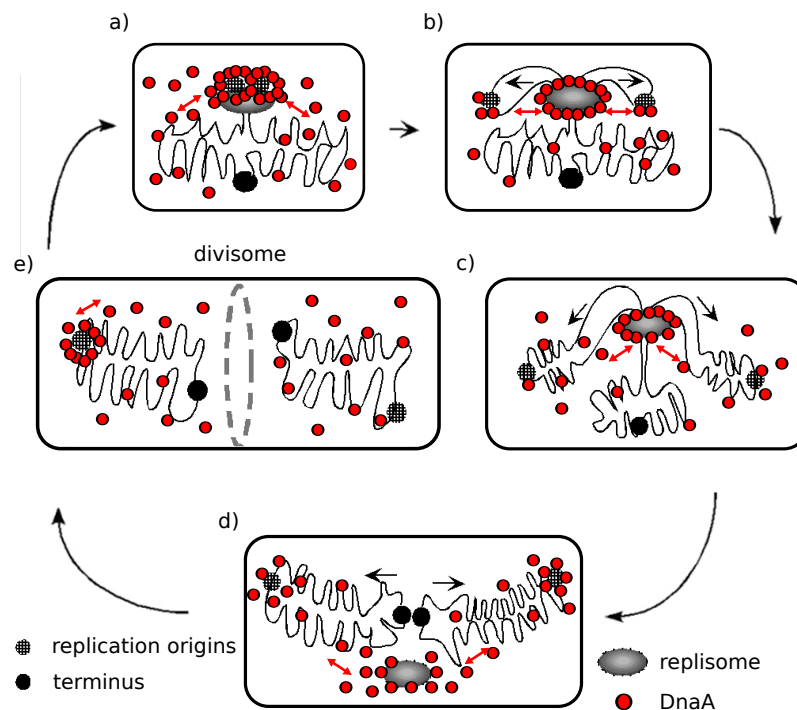 a)
b)
divisome
e)
c)
d)
replication origins
terminus
replisome
DnaA